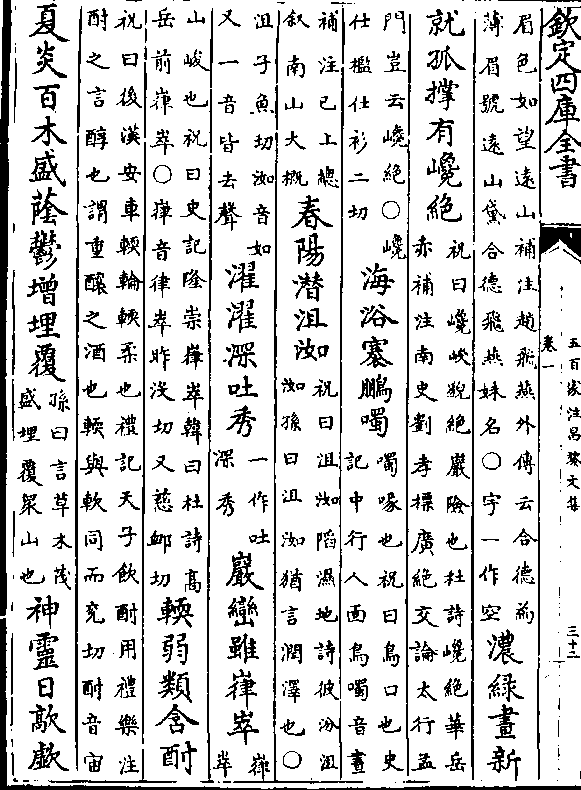 欽定四庫全書
卷一
五百家注昌黎文集
三十二
眉色如望遠山補注趙飛燕外傳云合德為
薄眉號遠山黛合德飛燕妹名〇字一作空
濃綠畫新
就孤撐有巉絶
祝曰巉峻貌絶巖險也杜詩巉絶華岳
亦補注南史劉孝標廣絶交論太行孟
門豈云巉絶〇巉
仕檻仕衫二切
海浴褰鵬噣
噣喙也祝曰鳥口也史
記中行人面鳥噣音晝
補注已上總
叙南山大概
春陽潛沮洳
祝曰沮洳陷濕地詩彼汾沮
洳孫曰沮洳猶言潤澤也〇
沮子魚切洳音如
又一音皆去聲
濯濯深吐秀
一作吐
深秀
巖巒雖嵂崒
嵂
崒
山峻也祝曰史記隆崇嵂崒韓曰杜詩高
岳前嵂崒〇嵂音律崒昨没切又慈卹切
輭弱類含酎
祝曰後漢安車輭輪輭柔也禮記天子飲酎用禮樂注
酎之言醇也謂重釀之酒也輭與軟同而兖切酎音宙
夏炎百木盛蔭鬱增埋覆
孫曰言草木茂
盛埋覆衆山也
神靈日歊歔